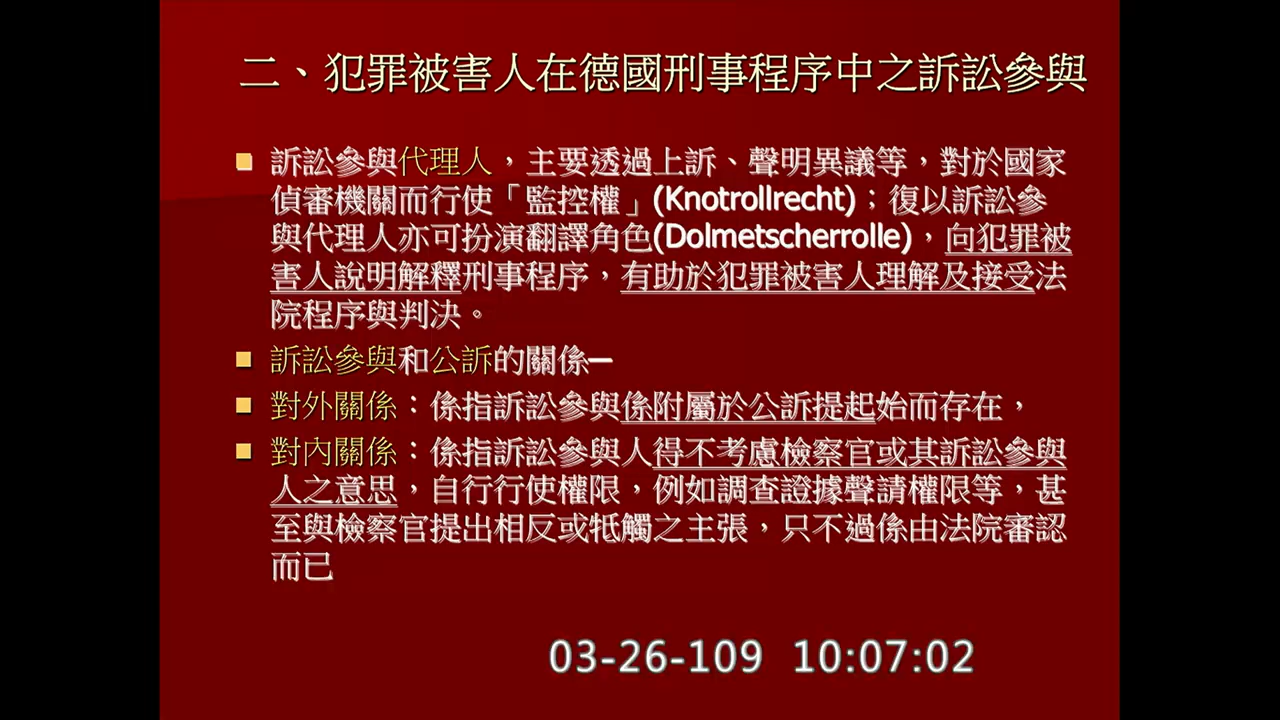 二、犯罪被害人在德國刑事程序中之訴訟參與
訴訟參與代理人，主要透過上訴、聲明異議等，對於國家
偵審機關而行使「監控權」(Knotrollrecht)；復以訴訟參
與代理人亦可扮演翻譯角色(Dolmetscherrolle)，向犯罪被
害人說明解釋刑事程序，有助於犯罪被害人理解及接受法
院程序與判決。
訴訟參與和公訴的關係─
對外關係：係指訴訟參與係附屬於公訴提起始而存在，
對內關係：係指訴訟參與人得不考慮檢察官或其訴訟參與
人之意思，自行行使權限，例如調查證據聲請權限等，甚
至與檢察官提出相反或牴觸之主張，只不過係由法院審認
而已
03-26-109 10:07:02